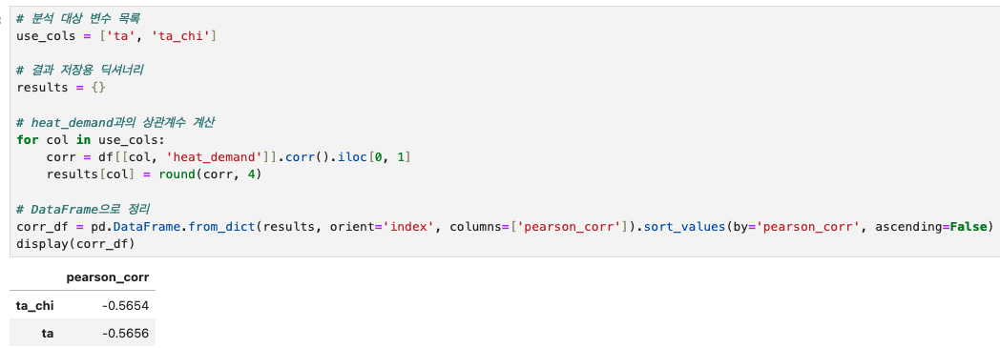 # 분석 대상 변수 목록
use_cols = ['ta', 'ta_chi']
# 결과 저장용 딕셔너리
results = {}
# heat_demand과의 상관계수 계산
for col in use_cols:
    corr = df[[col, 'heat_demand']].corr().iloc[0, 1]
    results[col] = round(corr, 4)
# DataFrame으로 정리
corr_df = pd.DataFrame.from_dict(results, orient='index', columns=['pearson_corr']).sort_values(by='pearson_corr', ascending=False)
display(corr_df)
pearson_corr
ta_chi -0.5654
ta -0.5656